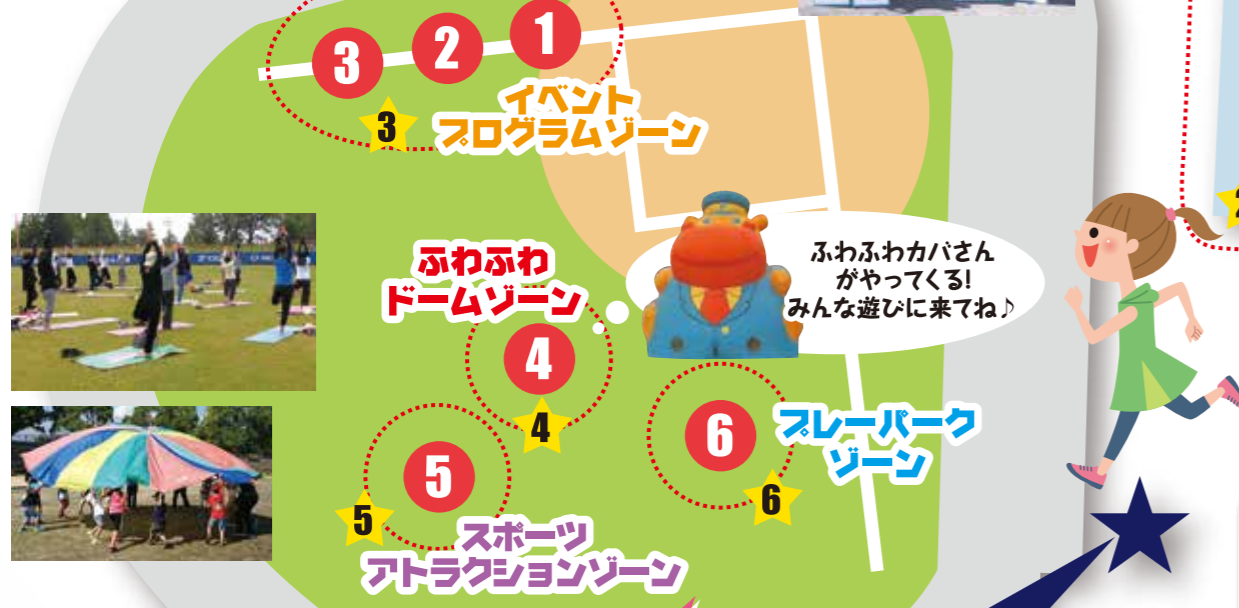 3
2
1
イベント
プログラムゾーン
3
ふわふわ
ドームゾーン
4
4
ふわふわカバさん
がやってくる!
みんな遊びに来てね♪
6
プレーパーク
ゾーン
6
5
5
スポーツ
アトラクションゾーン